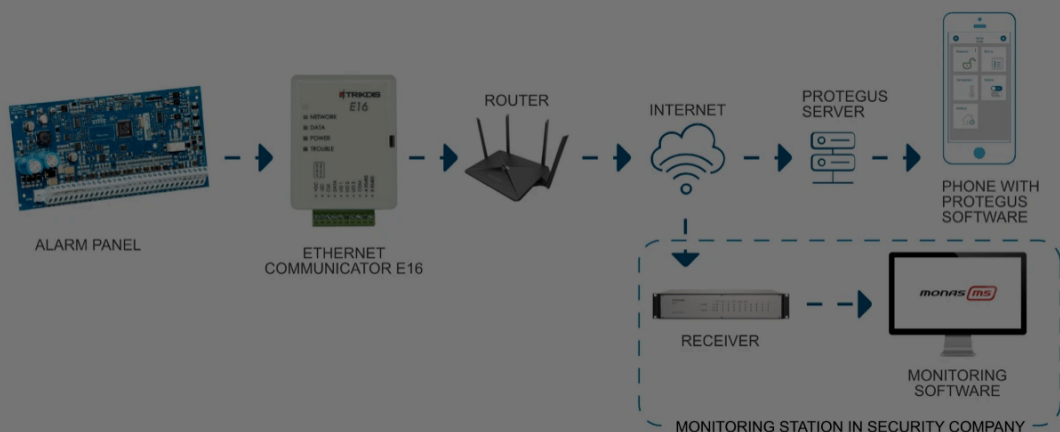 ALARM PANEL
TRIKDIS
E16
NETWORK
DATA
POWER
TROUBLE
ETHERNET
COMMUNICATOR E16
ROUTER
INTERNET
PROTEGUS
SERVER
PHONE WITH
PROTEGUS
SOFTWARE
RECEIVER
MONAS MS
MONITORING
SOFTWARE
MONITORING STATION IN SECURITY COMPANY